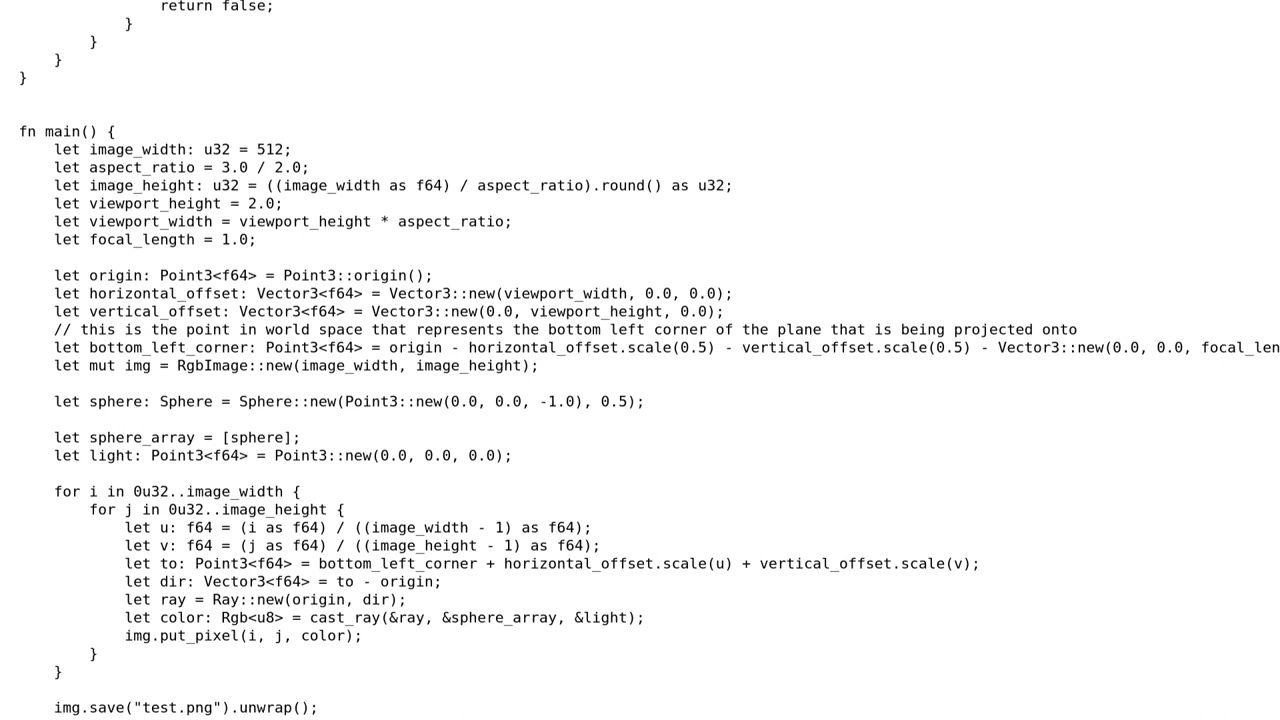 return false;
            }
        }
    }
}
fn main() {
    let image_width: u32 = 512;
    let aspect_ratio = 3.0 / 2.0;
    let image_height: u32 = ((image_width as f64) / aspect_ratio).round() as u32;
    let viewport_height = 2.0;
    let viewport_width = viewport_height * aspect_ratio;
    let focal_length = 1.0;
    let origin: Point3<f64> = Point3::origin();
    let horizontal_offset: Vector3<f64> = Vector3::new(viewport_width, 0.0, 0.0);
    let vertical_offset: Vector3<f64> = Vector3::new(0.0, viewport_height, 0.0);
    // this is the point in world space that represents the bottom left corner of the plane that is being projected onto
    let bottom_left_corner: Point3<f64> = origin - horizontal_offset.scale(0.5) - vertical_offset.scale(0.5) - Vector3::new(0.0, 0.0, focal_len
    let mut img = RgbImage::new(image_width, image_height);
    let sphere: Sphere = Sphere::new(Point3::new(0.0, 0.0, -1.0), 0.5);
    let sphere_array = [sphere];
    let light: Point3<f64> = Point3::new(0.0, 0.0, 0.0);
    for i in 0u32..image_width {
        for j in 0u32..image_height {
            let u: f64 = (i as f64) / ((image_width - 1) as f64);
            let v: f64 = (j as f64) / ((image_height - 1) as f64);
            let to: Point3<f64> = bottom_left_corner + horizontal_offset.scale(u) + vertical_offset.scale(v);
            let dir: Vector3<f64> = to - origin;
            let ray = Ray::new(origin, dir);
            let color: Rgb<u8> = cast_ray(&ray, &sphere_array, &light);
            img.put_pixel(i, j, color);
        }
    }
    img.save("test.png").unwrap();